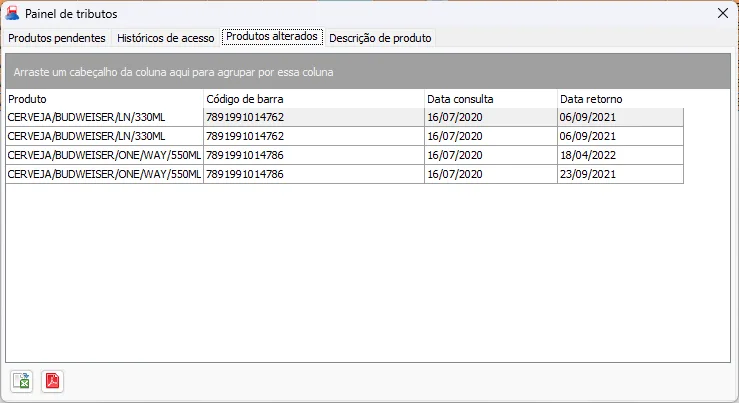 Painel de tributos
Produtos pendentes Históricos de acesso Produtos alterados Descrição de produto
Arraste um cabeçalho da coluna aqui para agrupar por essa coluna
Produto Código de barra Data consulta Data retorno
CERVEJA/BUDWEISER/LN/330ML 7891991014762 16/07/2020 06/09/2021
CERVEJA/BUDWEISER/LN/330ML 7891991014762 16/07/2020 06/09/2021
CERVEJA/BUDWEISER/ONE/WAY/550ML 7891991014786 16/07/2020 18/04/2022
CERVEJA/BUDWEISER/ONE/WAY/550ML 7891991014786 16/07/2020 23/09/2021